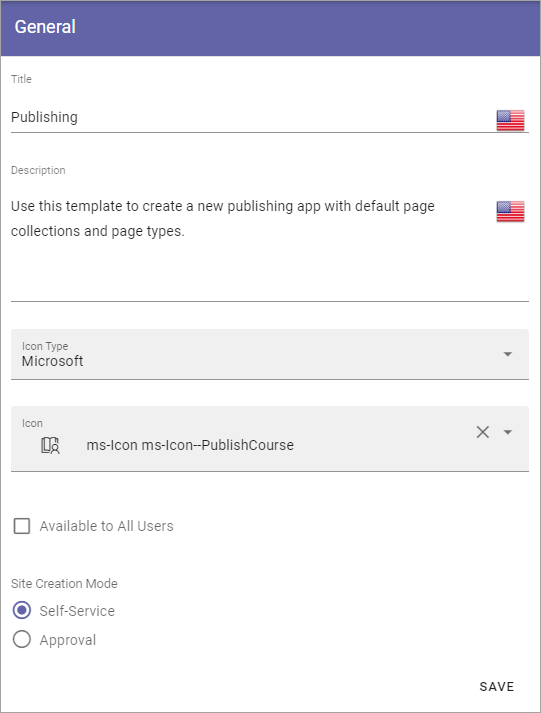 General
Title
Publishing
Description
Use this template to create a new publishing app with default page
collections and page types.
Icon Type
Microsoft
Icon
ms-Icon ms-Icon--PublishCourse
Available to All Users
Site Creation Mode
Self-Service
Approval
SAVE